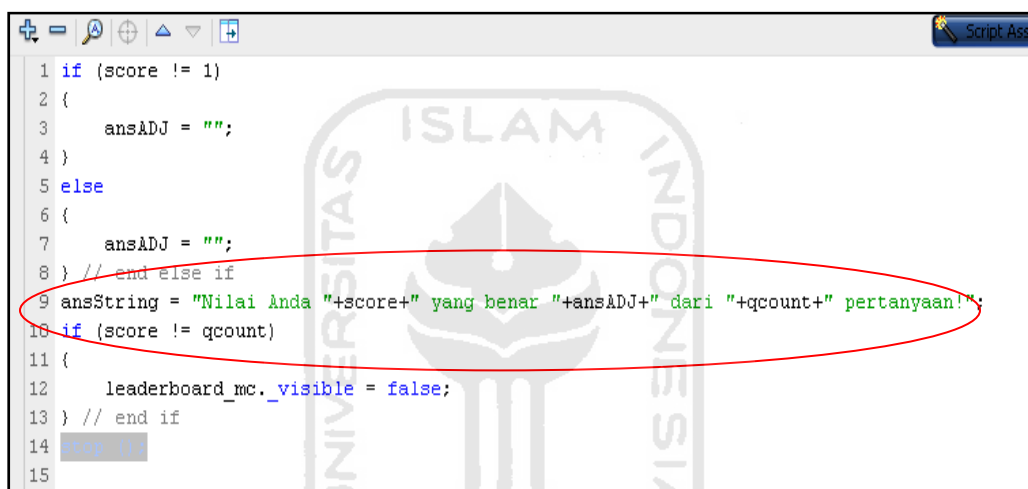 Script Ass
1 if (score != 1)
2 {
3 ansADJ = "";
4 }
5 else
6 {
7 ansADJ = "";
8 } // end else if
9 ansString = "Nilai Anda "+score+" yang benar "+ansADJ+" dari "+qcount+" pertanyaan!";
10 if (score != qcount)
11 {
12 leaderboard_mc._visible = false;
13 } // end if
14
15
NIVERSITAS
ISLAM
INDONESI